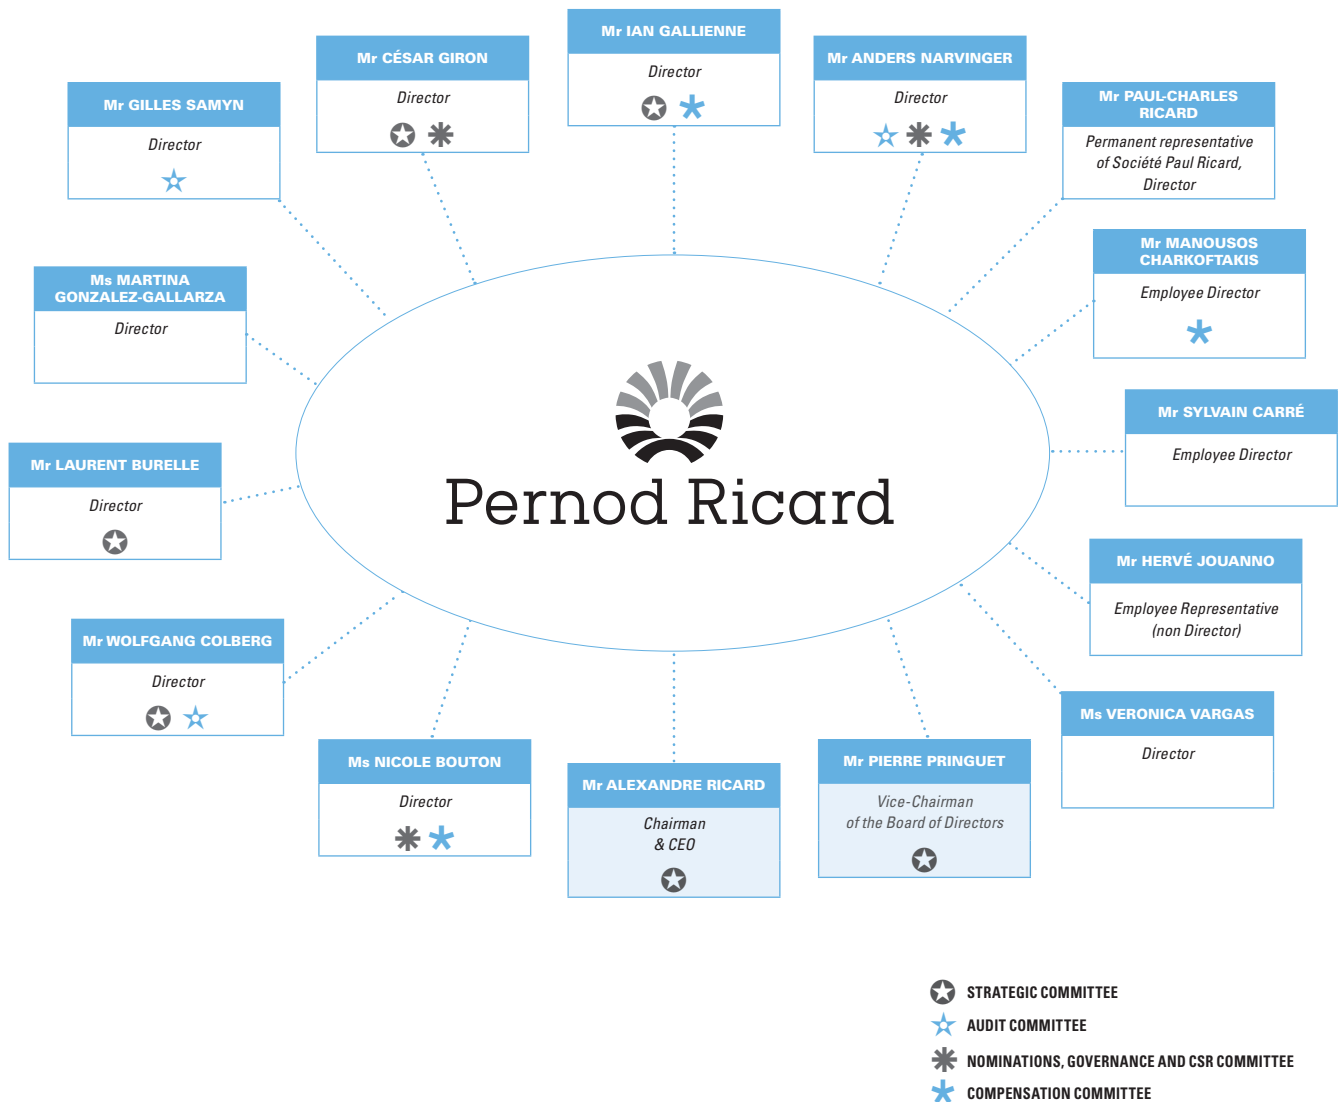 Mr IAN GALLIENNE
Director
Mr CÉSAR GIRON
Director
Mr ANDERS NARVINGER
Director
Mr GILLES SAMYN
Director
Mr PAUL-CHARLES
RICARD
Permanent representative
of Société Paul Ricard,
Director
Mr MANOUSOS
CHARKOFTAKIS
Employee Director
Ms MARTINA
GONZALEZ-GALLARZA
Director
Mr SYLVAIN CARRÉ
Employee Director
Mr LAURENT BURELLE
Director
Pernod Ricard
Mr HERVÉ JOUANNO
Employee Representative
(non Director)
Mr WOLFGANG COLBERG
Director
Ms VERONICA VARGAS
Director
Ms NICOLE BOUTON
Director
Mr ALEXANDRE RICARD
Chairman
& CEO
Mr PIERRE PRINGUET
Vice-Chairman
of the Board of Directors
STRATEGIC COMMITTEE
AUDIT COMMITTEE
NOMINATIONS, GOVERNANCE AND CSR COMMITTEE
COMPENSATION COMMITTEE